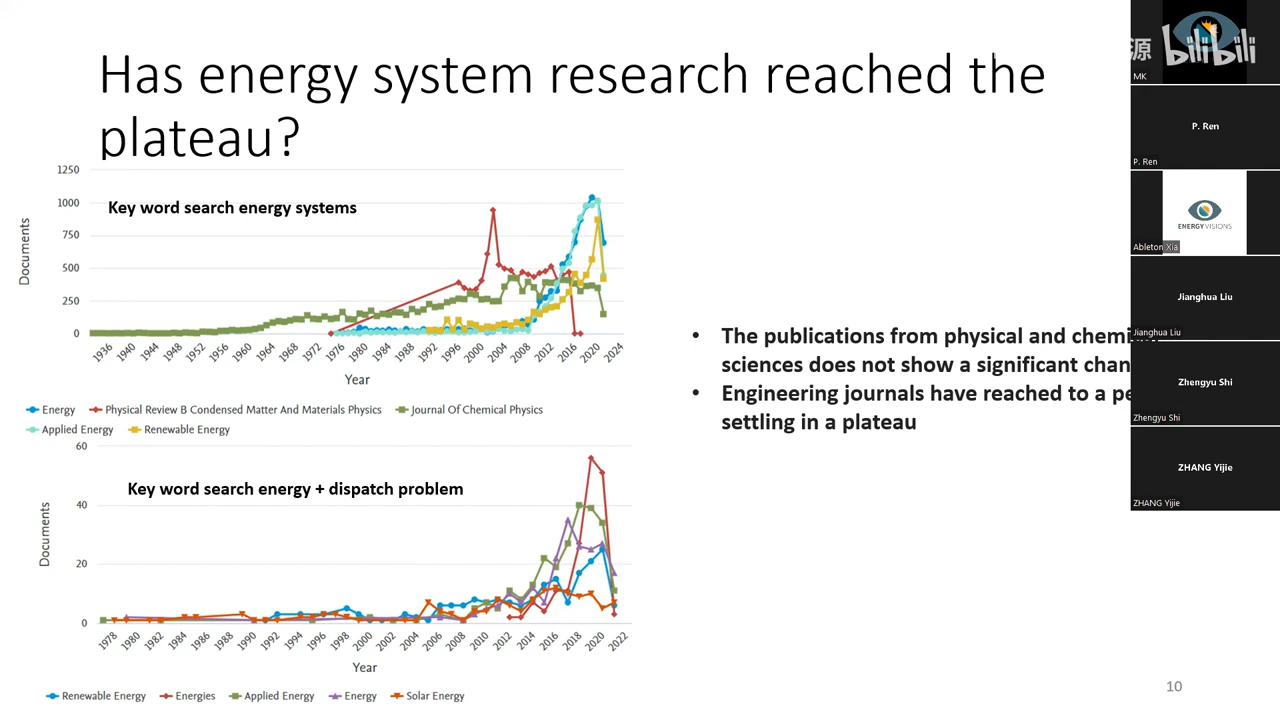 Has energy system research reached the
plateau?
Key word search energy systems
Documents
1250
1000
750
500
250
0
1936 1940 1944 1948 1952 1956 1960 1964 1968 1972 1976 1980 1984 1988 1992 1996 2000 2004 2008 2012 2016 2020 2024
Year
Energy Physical Review B Condensed Matter And Materials Physics Journal Of Chemical Physics
Applied Energy Renewable Energy
Key word search energy + dispatch problem
Documents
60
40
20
0
1978 1980 1982 1984 1986 1988 1990 1992 1994 1996 1998 2000 2002 2004 2006 2008 2010 2012 2014 2016 2018 2020 2022
Year
Renewable Energy Energies Applied Energy Energy Solar Energy
• The publications from physical and chemi
sciences does not show a significant chan
• Engineering journals have reached to a pe
settling in a plateau
10
源 bilibili
MK
P. Ren
P. Ren
ENERGYVISIONS
Ableton Xia
Jianghua Liu
Jianghua Liu
Zhengyu Shi
Zhengyu Shi
ZHANG Yijie
ZHANG Yijie